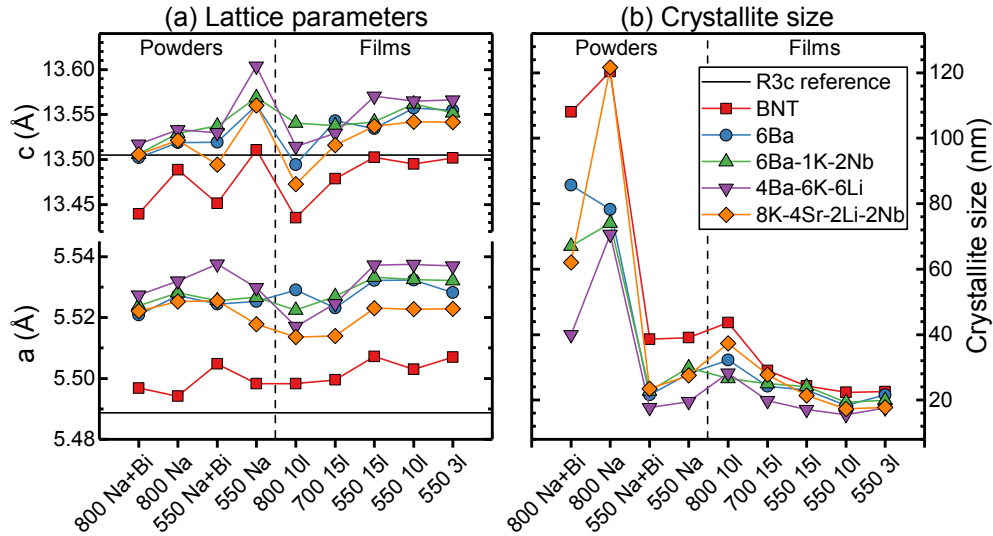 (a) Lattice parameters
Powders
Films
c (Å)
13.60
13.55
13.50
13.45
a (Å)
5.54
5.52
5.50
5.48
800 Na+Bi
800 Na
550 Na+Bi
550 Na
800 10l
700 15l
550 15l
550 10l
550 3l
(b) Crystallite size
Powders
Films
R3c reference
BNT
6Ba
6Ba-1K-2Nb
4Ba-6K-6Li
8K-4Sr-2Li-2Nb
120
100
80
60
40
20
Crystallite size (nm)
800 Na+Bi
800 Na
550 Na+Bi
550 Na
800 10l
700 15l
550 15l
550 10l
550 3l